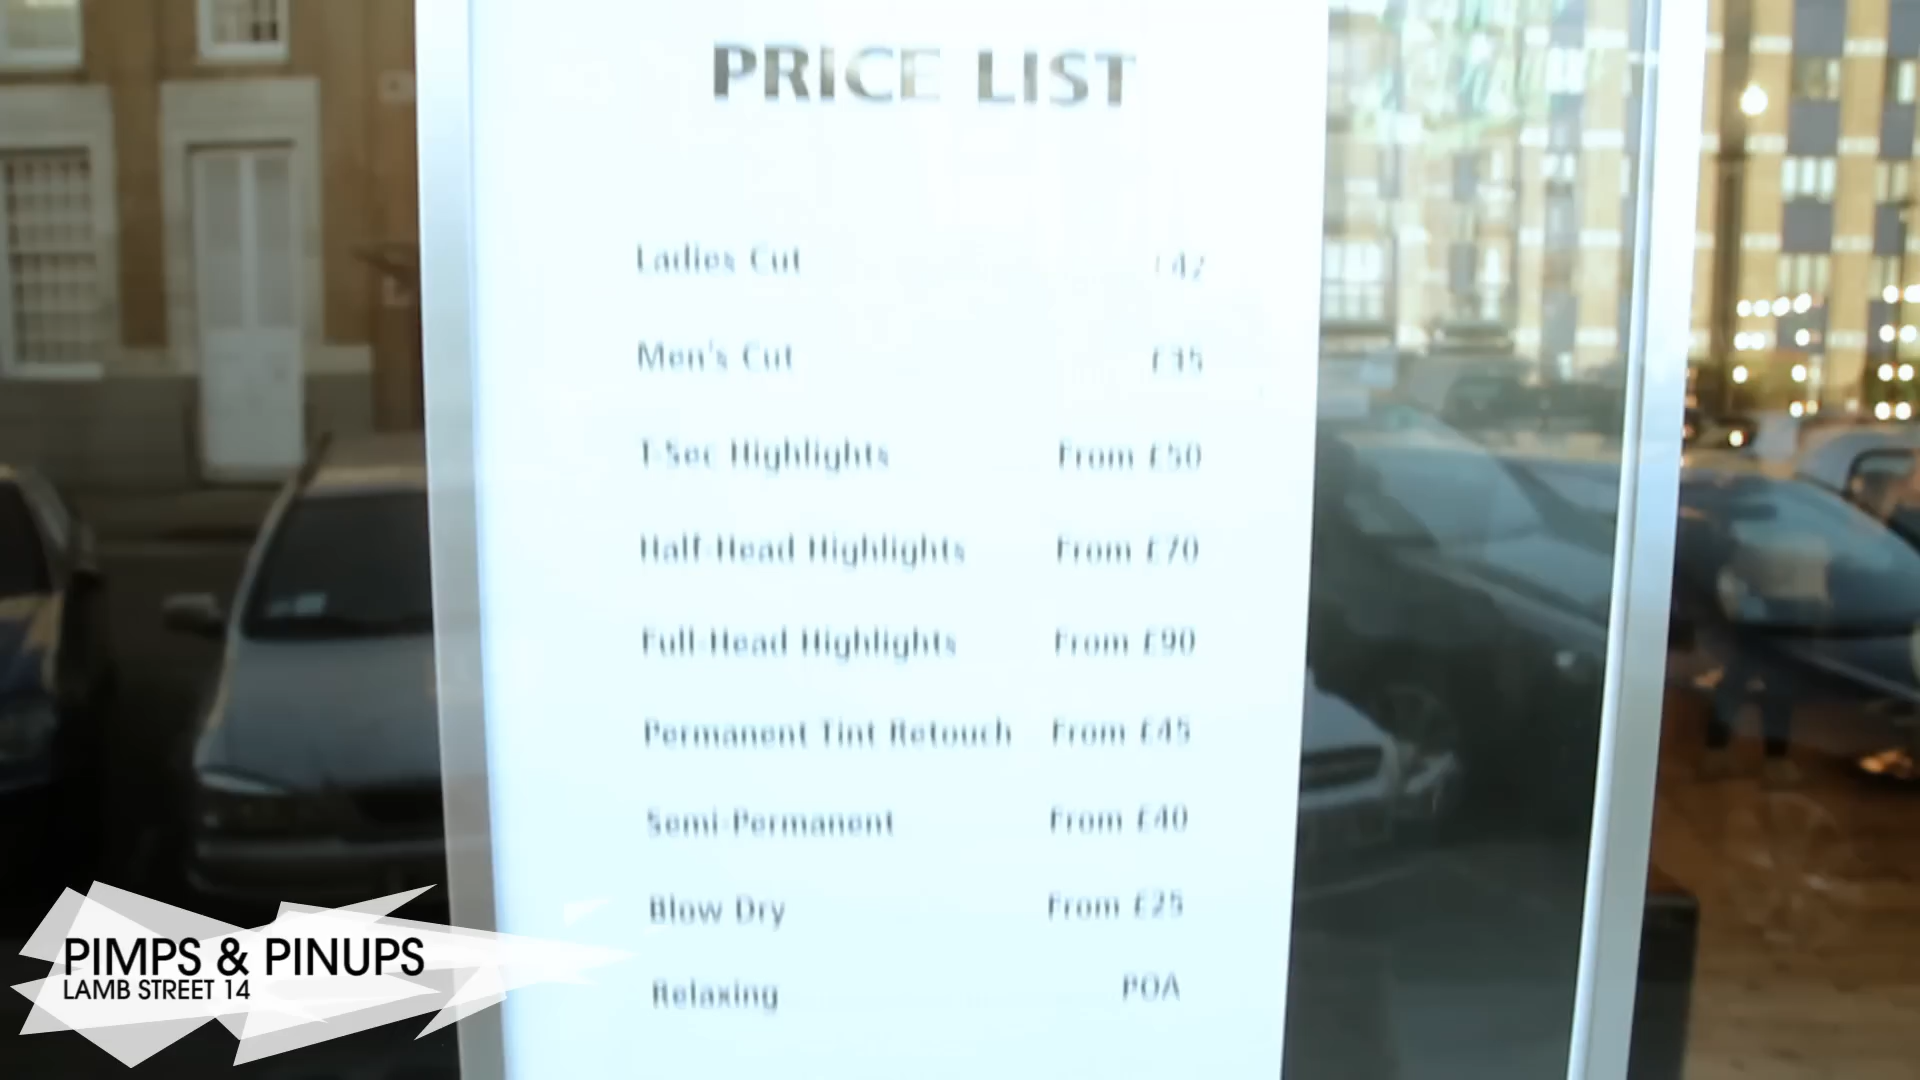 PRICE LIST
Ladies Cut £42
Men's Cut £35
T-Sec Highlights From £50
Half-Head Highlights From £70
Full-Head Highlights From £90
Permanent Tint Retouch From £45
Semi-Permanent From £40
Blow Dry From £25
Relaxing POA
PIMPS & PINUPS
LAMB STREET 14